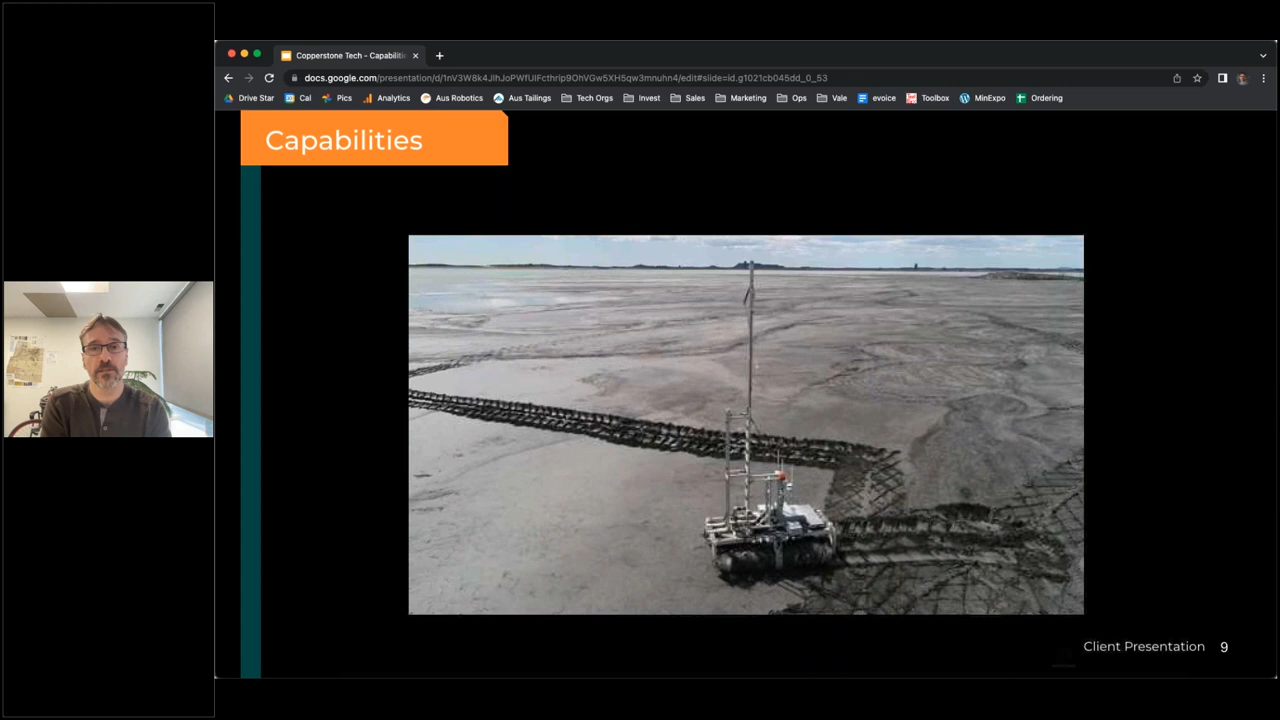 Copperstone Tech - Capabiliti
docs.google.com/presentation/d/1nV3W8k4JlhJoPWfUIFcthrip9OhVGw5XH5qw3mnuhn4/edit#slide=id.g1021cb045dd_0_53
Drive Star Cal Pics Analytics Aus Robotics Aus Tailings Tech Orgs Invest Sales Marketing Ops Vale evoice Toolbox MinExpo Ordering
Capabilities
Client Presentation 9